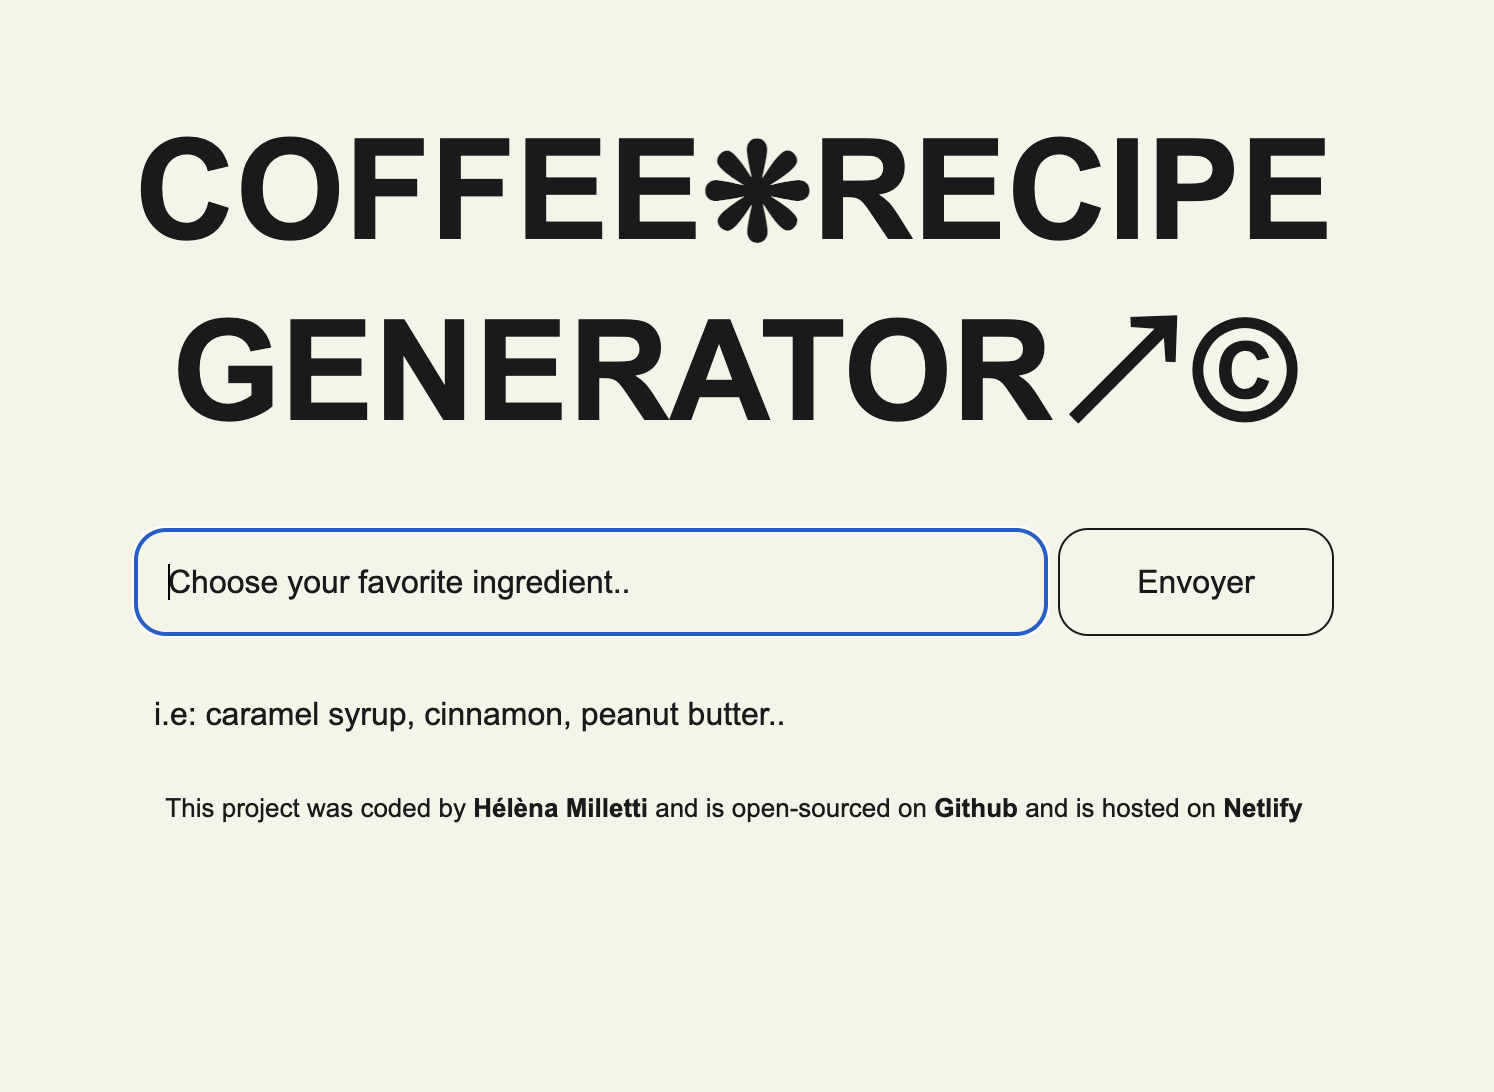 COFFEE❋RECIPE
GENERATOR↗©
Choose your favorite ingredient..
Envoyer
i.e: caramel syrup, cinnamon, peanut butter..
This project was coded by Hélèna Milletti and is open-sourced on Github and is hosted on Netlify